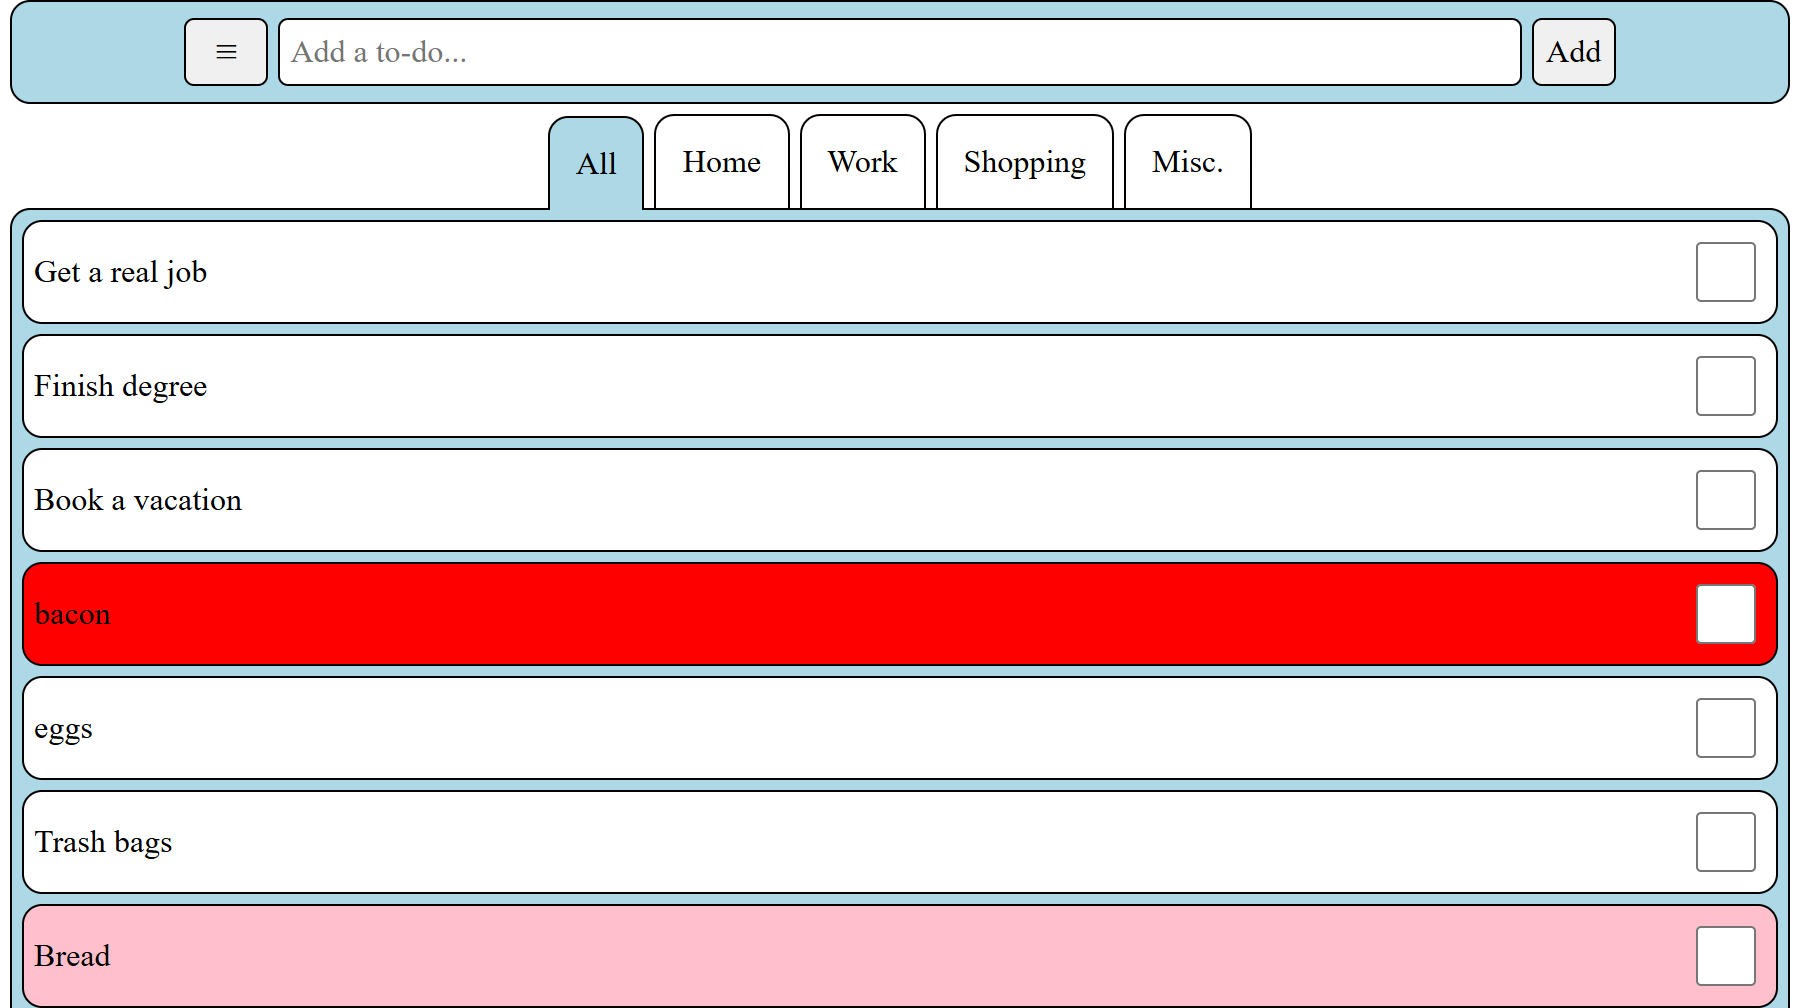 ≡ Add a to-do... Add
All Home Work Shopping Misc.
Get a real job
Finish degree
Book a vacation
bacon
eggs
Trash bags
Bread